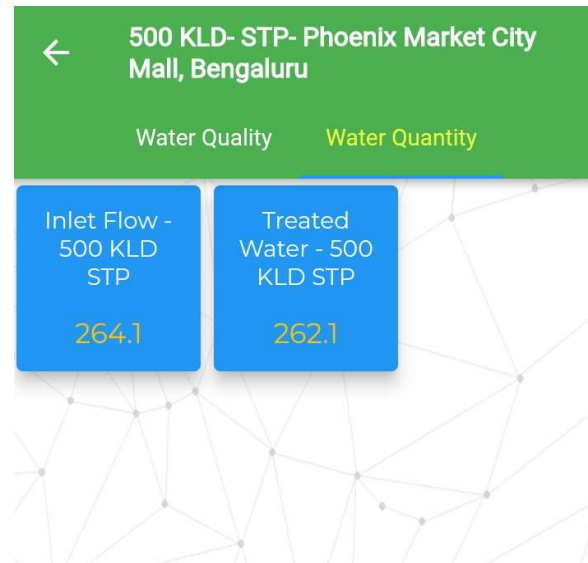 500 KLD- STP- Phoenix Market City
Mall, Bengaluru
Water Quality
Water Quantity
Inlet Flow -
500 KLD
STP
264.1
Treated
Water - 500
KLD STP
262.1